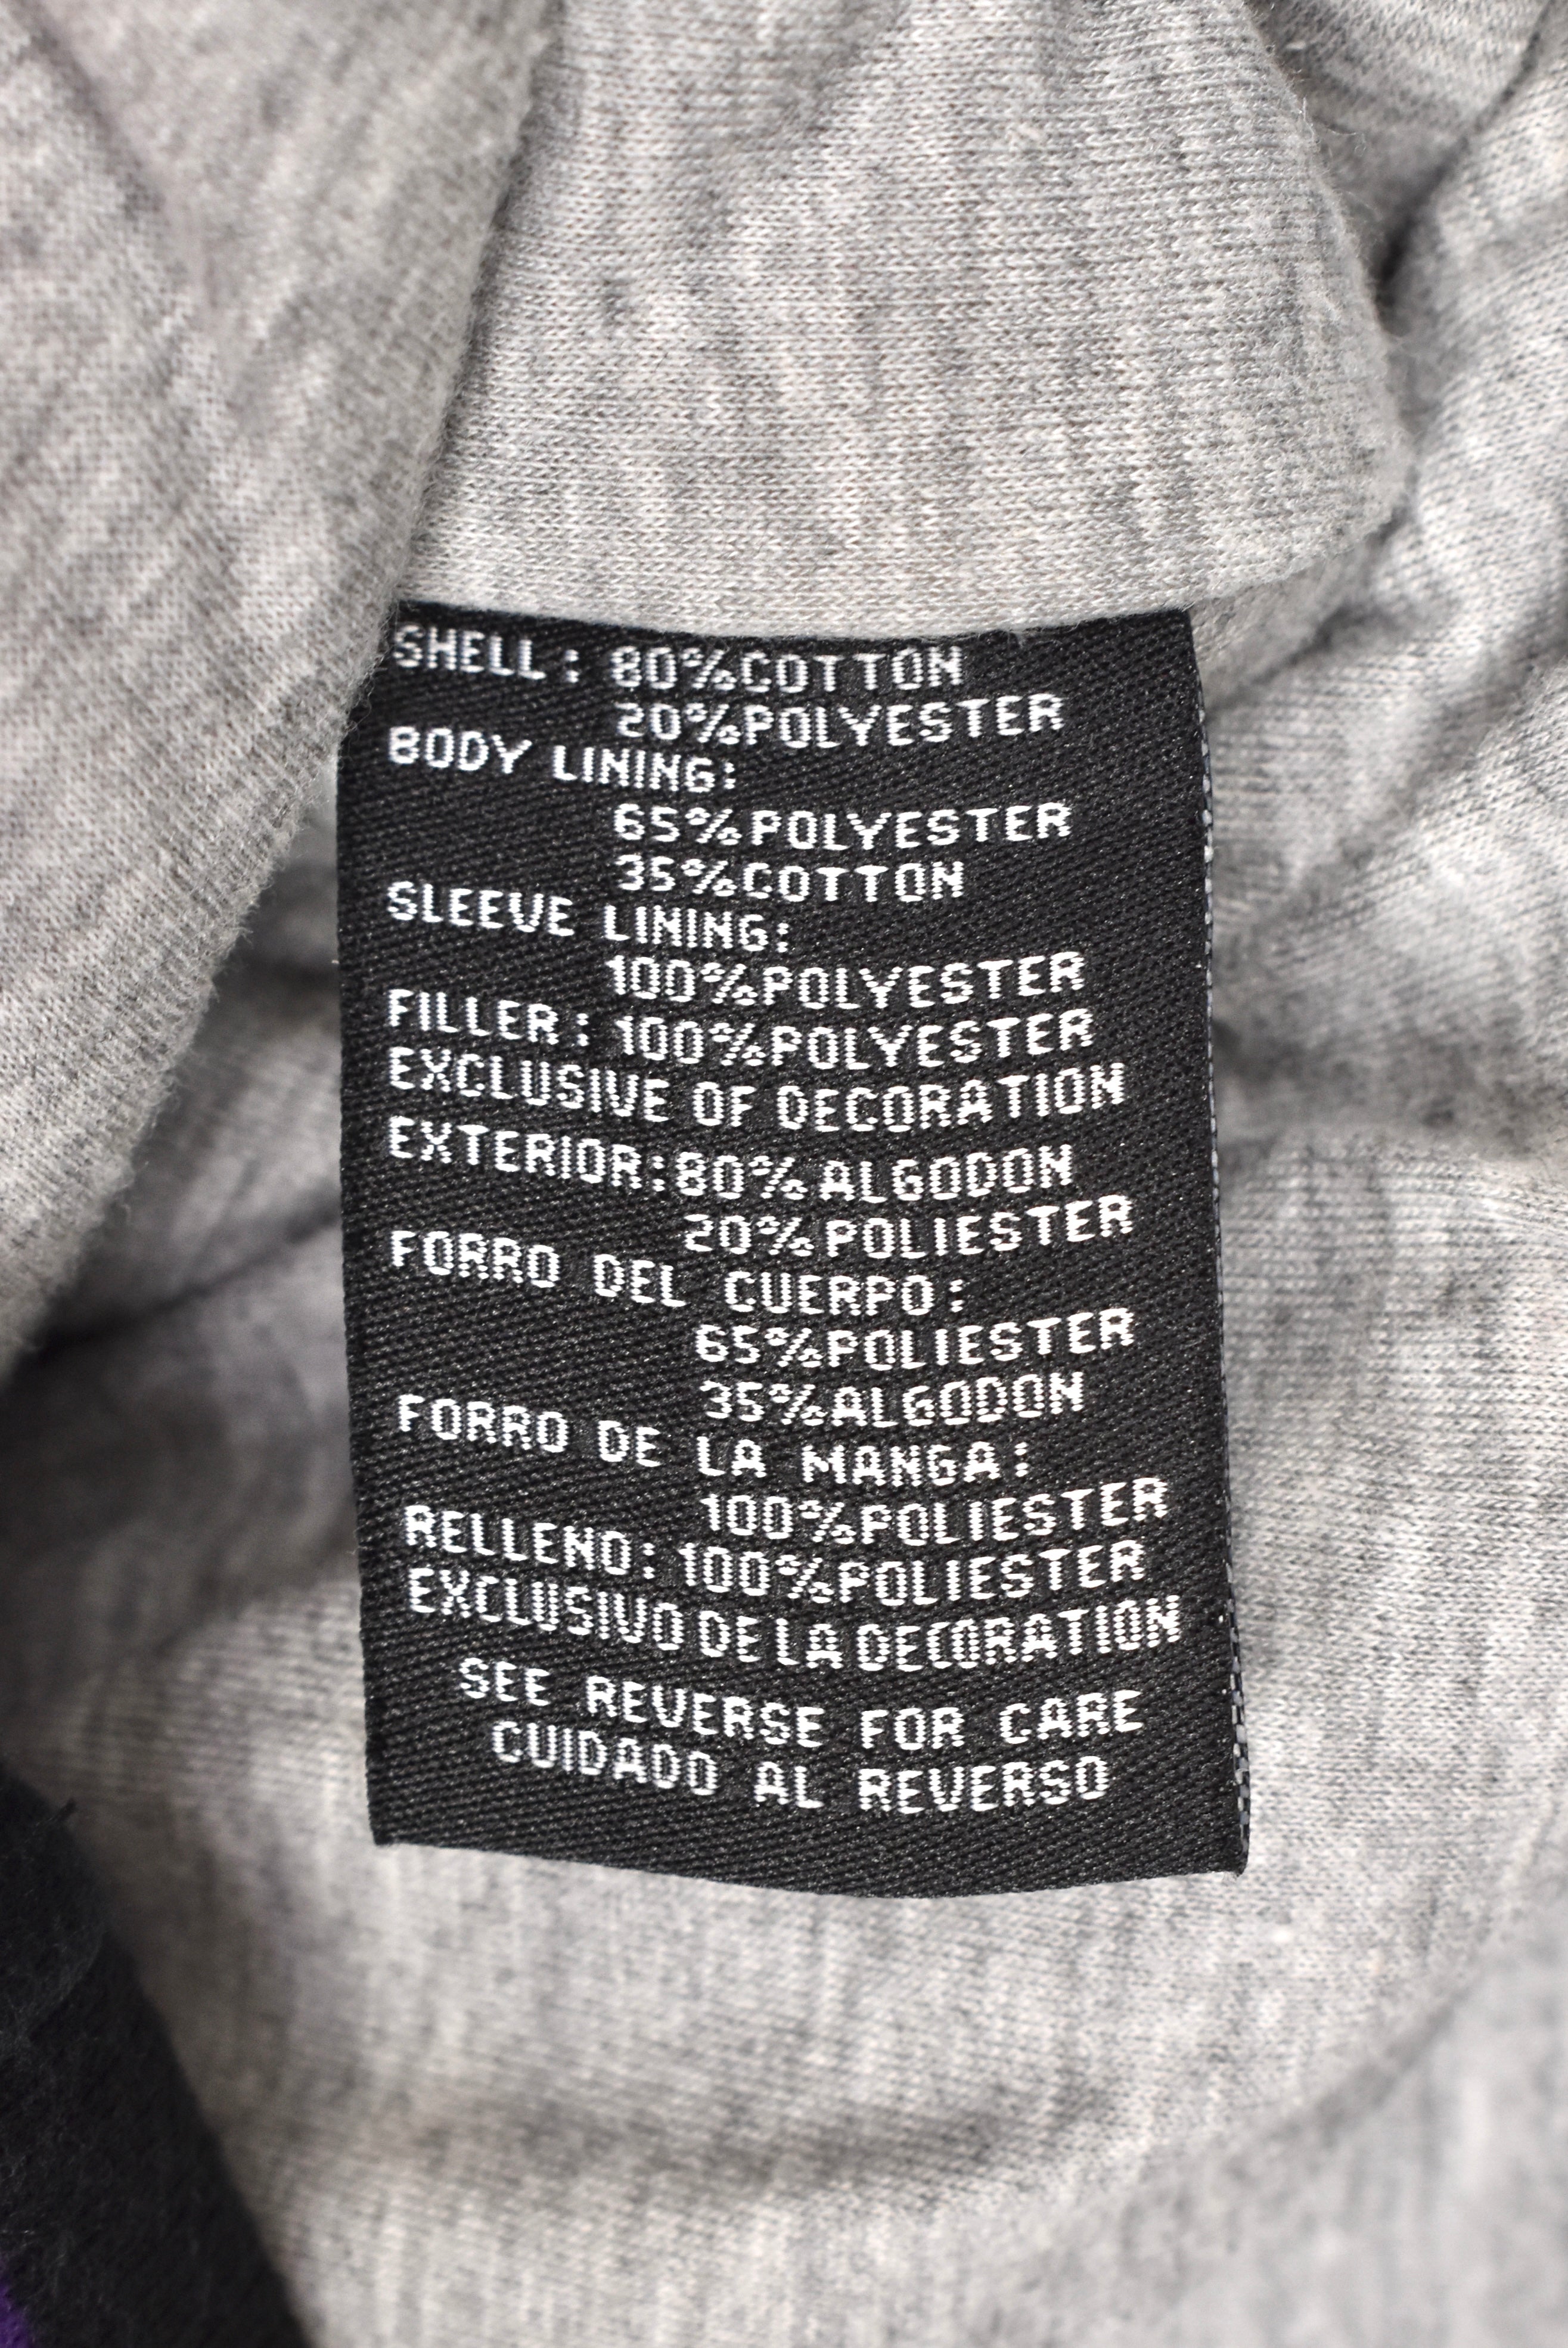 SHELL: 80%COTTON
20%POLYESTER
BODY LINING:
65%POLYESTER
35%COTTON
SLEEVE LINING:
100%POLYESTER
FILLER: 100%POLYESTER
EXCLUSIVE OF DECORATION
EXTERIOR:80%ALGODON
20%POLIESTER
FORRO DEL CUERPO:
65%POLIESTER
35%ALGODON
FORRO DE LA MANGA:
100%POLIESTER
RELLENO:100%POLIESTER
EXCLUSIVO DE LA DECORATION
SEE REVERSE FOR CARE
CUIDADO AL REVERSO